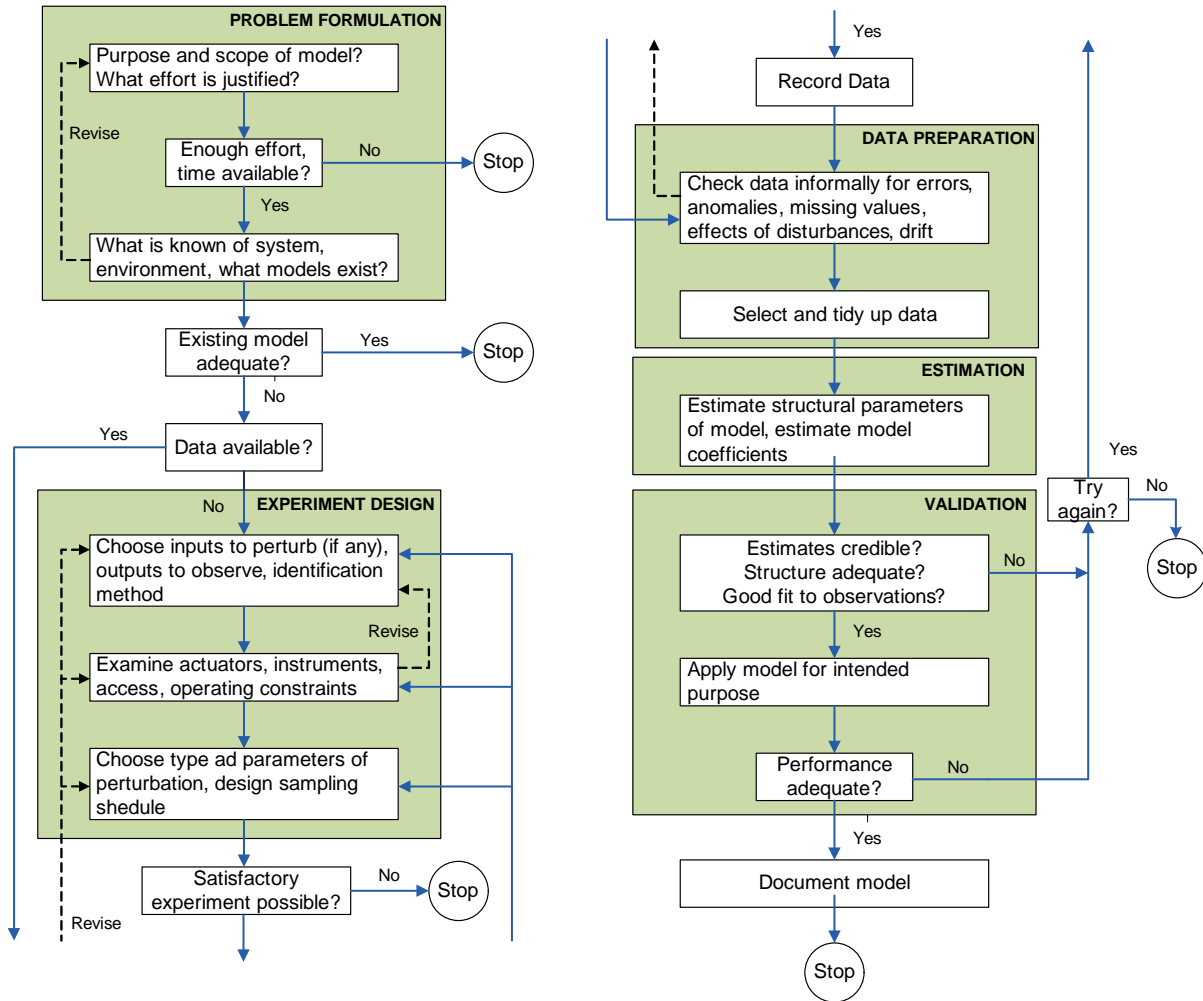 PROBLEM FORMULATION
Purpose and scope of model?
What effort is justified?
Revise
Enough effort,
time available?
No
Stop
Yes
What is known of system,
environment, what models exist?
Existing model
adequate?
Yes
Stop
No
Yes
Data available?
No
EXPERIMENT DESIGN
Choose inputs to perturb (if any),
outputs to observe, identification
method
Revise
Examine actuators, instruments,
access, operating constraints
Choose type ad parameters of
perturbation, design sampling
shedule
Satisfactory
experiment possible?
No
Stop
Revise
Yes
Record Data
DATA PREPARATION
Check data informally for errors,
anomalies, missing values,
effects of disturbances, drift
Select and tidy up data
ESTIMATION
Estimate structural parameters
of model, estimate model
coefficients
VALIDATION
Estimates credible?
Structure adequate?
Good fit to observations?
No
Yes
Apply model for intended
purpose
Performance
adequate?
No
Yes
Document model
Stop
Yes
Try
again?
No
Stop